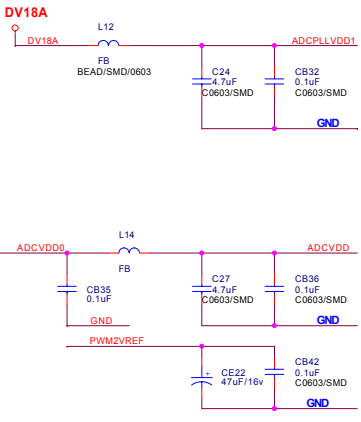 DV18A
L12
DV18A
ADCPLLVDD1
FB
BEAD/SMD/0603
C24
4.7uF
C0603/SMD
CB32
0.1uF
C0603/SMD
GND
L14
ADCVDD0
ADCVDD
FB
CB35
0.1uF
C27
4.7uF
C0603/SMD
CB36
0.1uF
C0603/SMD
GND
GND
PWM2VREF
CE22
47uF/16v
CB42
0.1uF
C0603/SMD
GND